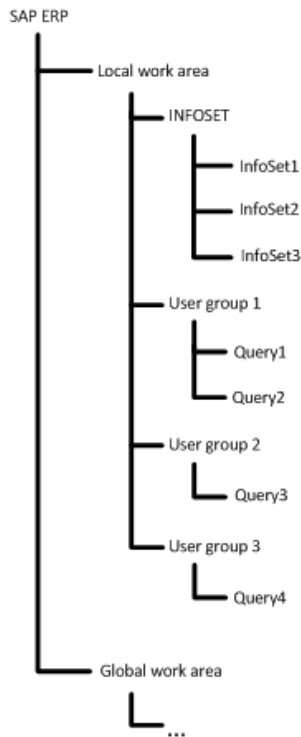 SAP ERP
Local work area
INFOSET
InfoSet1
InfoSet2
InfoSet3
User group 1
Query1
Query2
User group 2
Query3
User group 3
Query4
Global work area
...